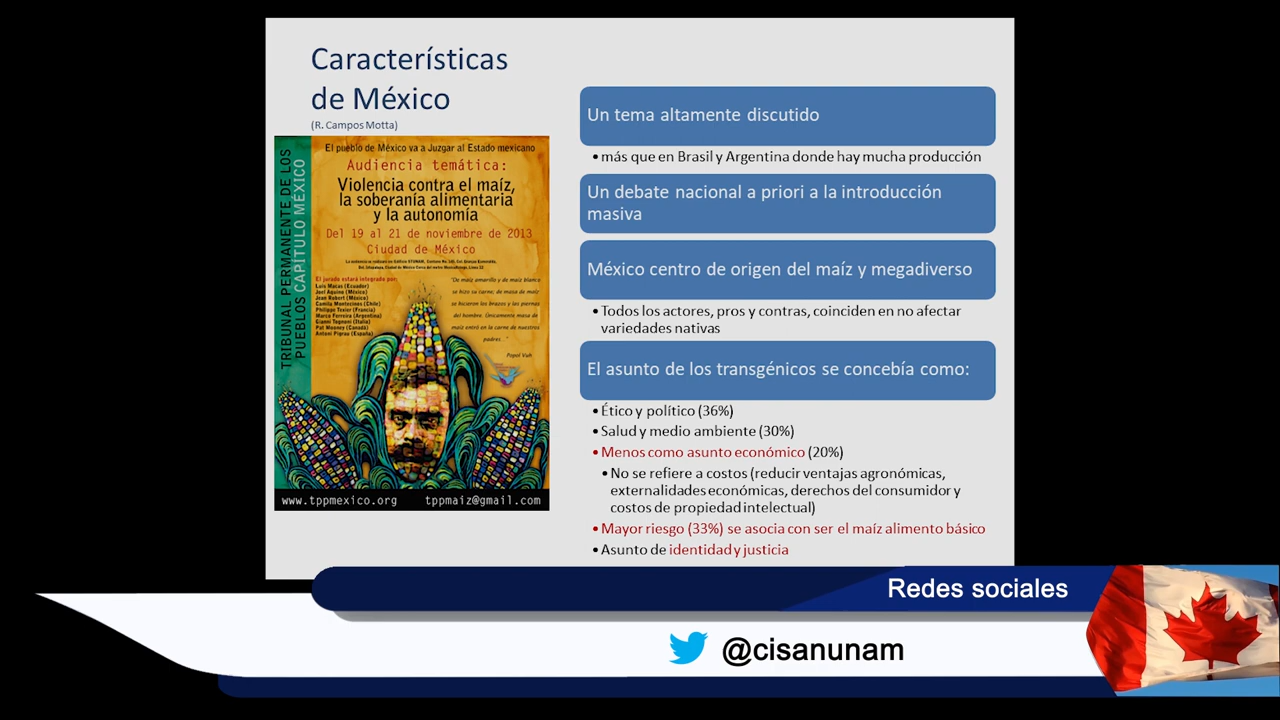 Características
de México
(R. Campos Motta)
TRIBUNAL PERMANENTE DE LOS
PUEBLOS CAPÍTULO MÉXICO
El pueblo de México va a Juzgar al Estado mexicano
Audiencia temática:
Violencia contra el maíz,
la soberanía alimentaria
y la autonomía
Del 19 al 21 de noviembre de 2013
Ciudad de México
El jurado estará integrado por:
Luis Macas (Ecuador)
Joel Aquino (México)
Jean Robert (México)
Camila Montecinos (Chile)
Philippe Texier (Francia)
Marco Ferreira (Argentina)
Gianni Tognoni (Italia)
Pat Mooney (Canadá)
Antoni Pigrau (España)
"De maíz amarillo y de maíz blanco
se hizo su carne; de masa de maíz
se hicieron los brazos y las piernas
del hombre. Únicamente masa de
maíz entró en la carne de nuestros
padres..."
Popol Vuh
www.tppmexico.org tppmaiz@gmail.com
Un tema altamente discutido
• más que en Brasil y Argentina donde hay mucha producción
Un debate nacional a priori a la introducción
masiva
México centro de origen del maíz y megadiverso
• Todos los actores, pros y contras, coinciden en no afectar
variedades nativas
El asunto de los transgénicos se concebía como:
• Ético y político (36%)
• Salud y medio ambiente (30%)
• Menos como asunto económico (20%)
• No se refiere a costos (reducir ventajas agronómicas,
externalidades económicas, derechos del consumidor y
costos de propiedad intelectual)
• Mayor riesgo (33%) se asocia con ser el maíz alimento básico
• Asunto de identidad y justicia
Redes sociales
@cisanunam